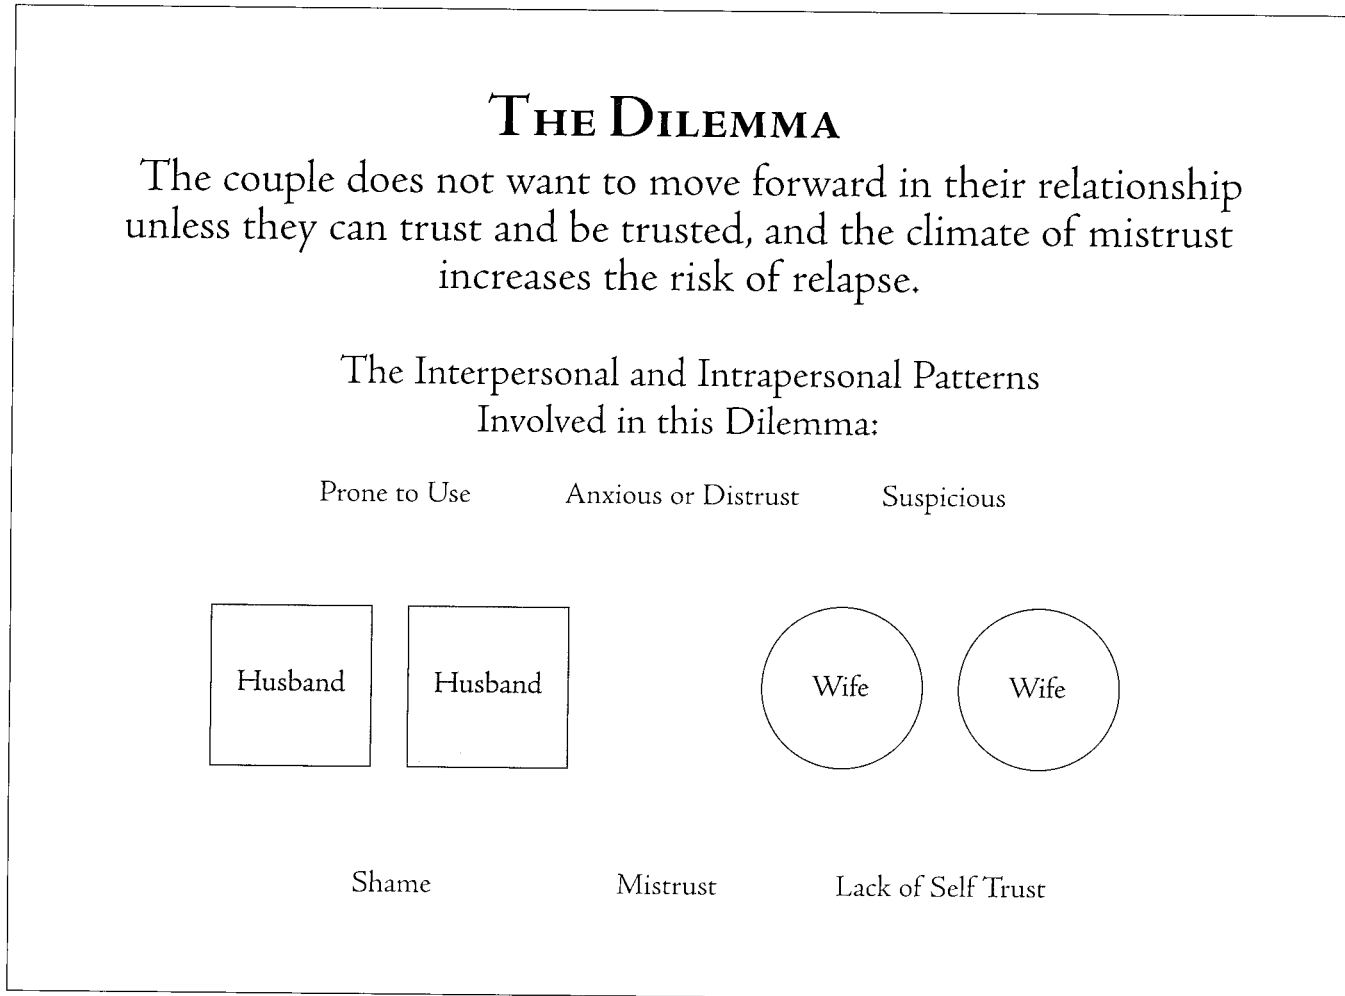 The Dilemma
The couple does not want to move forward in their relationship
unless they can trust and be trusted, and the climate of mistrust
increases the risk of relapse.
The Interpersonal and Intrapersonal Patterns
Involved in this Dilemma:
Prone to Use Anxious or Distrust Suspicious
Husband Husband Wife Wife
Shame Mistrust Lack of Self Trust